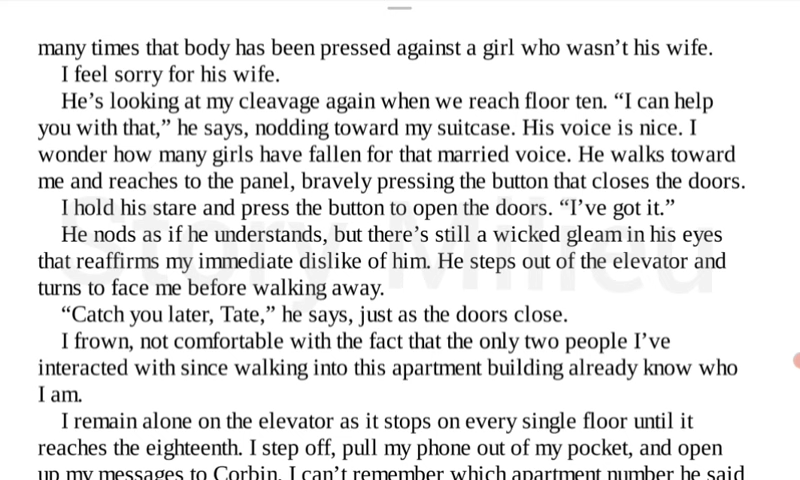 many times that body has been pressed against a girl who wasn’t his wife.
I feel sorry for his wife.
He’s looking at my cleavage again when we reach floor ten. “I can help
you with that,” he says, nodding toward my suitcase. His voice is nice. I
wonder how many girls have fallen for that married voice. He walks toward
me and reaches to the panel, bravely pressing the button that closes the doors.
I hold his stare and press the button to open the doors. “I’ve got it.”
He nods as if he understands, but there’s still a wicked gleam in his eyes
that reaffirms my immediate dislike of him. He steps out of the elevator and
turns to face me before walking away.
“Catch you later, Tate,” he says, just as the doors close.
I frown, not comfortable with the fact that the only two people I’ve
interacted with since walking into this apartment building already know who
I am.
I remain alone on the elevator as it stops on every single floor until it
reaches the eighteenth. I step off, pull my phone out of my pocket, and open
up my messages to Corbin. I can’t remember which apartment number he said